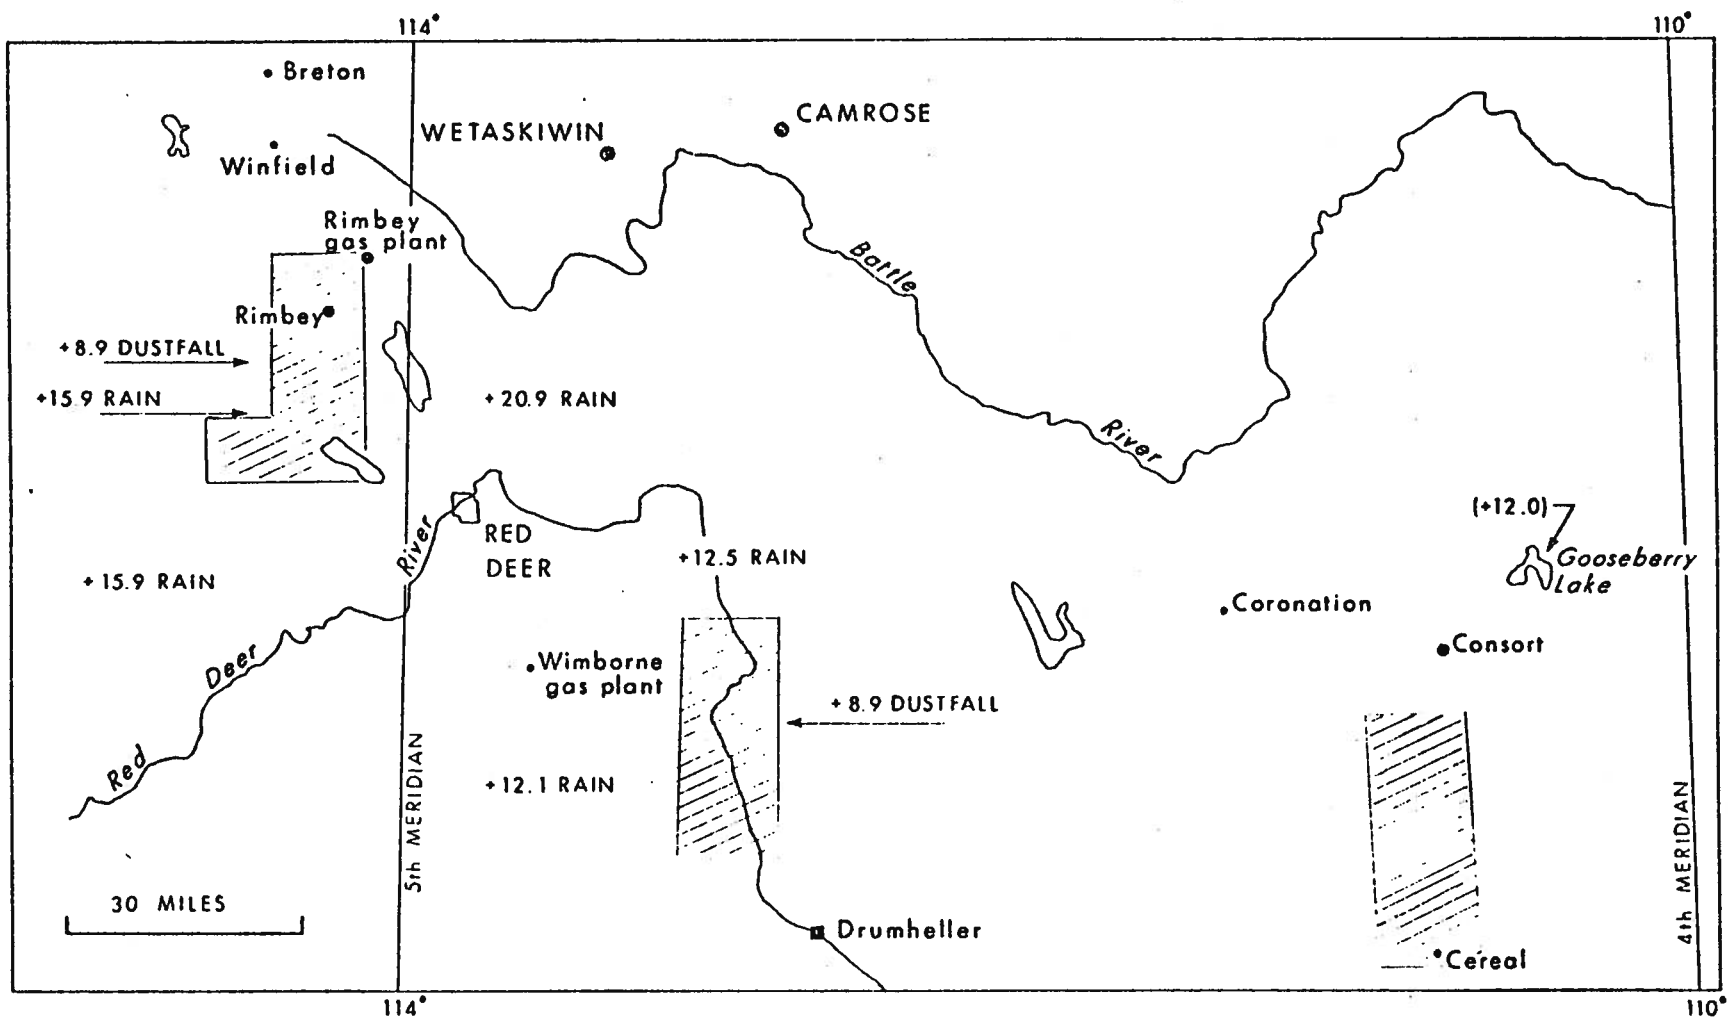 114°
110°
Breton
CAMROSE
WETASKIWIN
Winfield
Rimbey
gas plant
Battle
Rimbey
+8.9 DUSTFALL
+15.9 RAIN
+20.9 RAIN
River
(+12.0)
RED
DEER
River
+12.5 RAIN
Gooseberry
Lake
+15.9 RAIN
Coronation
Consort
Deer
Wimborne
gas plant
+8.9 DUSTFALL
Red
+12.1 RAIN
5th MERIDIAN
4th MERIDIAN
30 MILES
Drumheller
Cereal
114°
110°